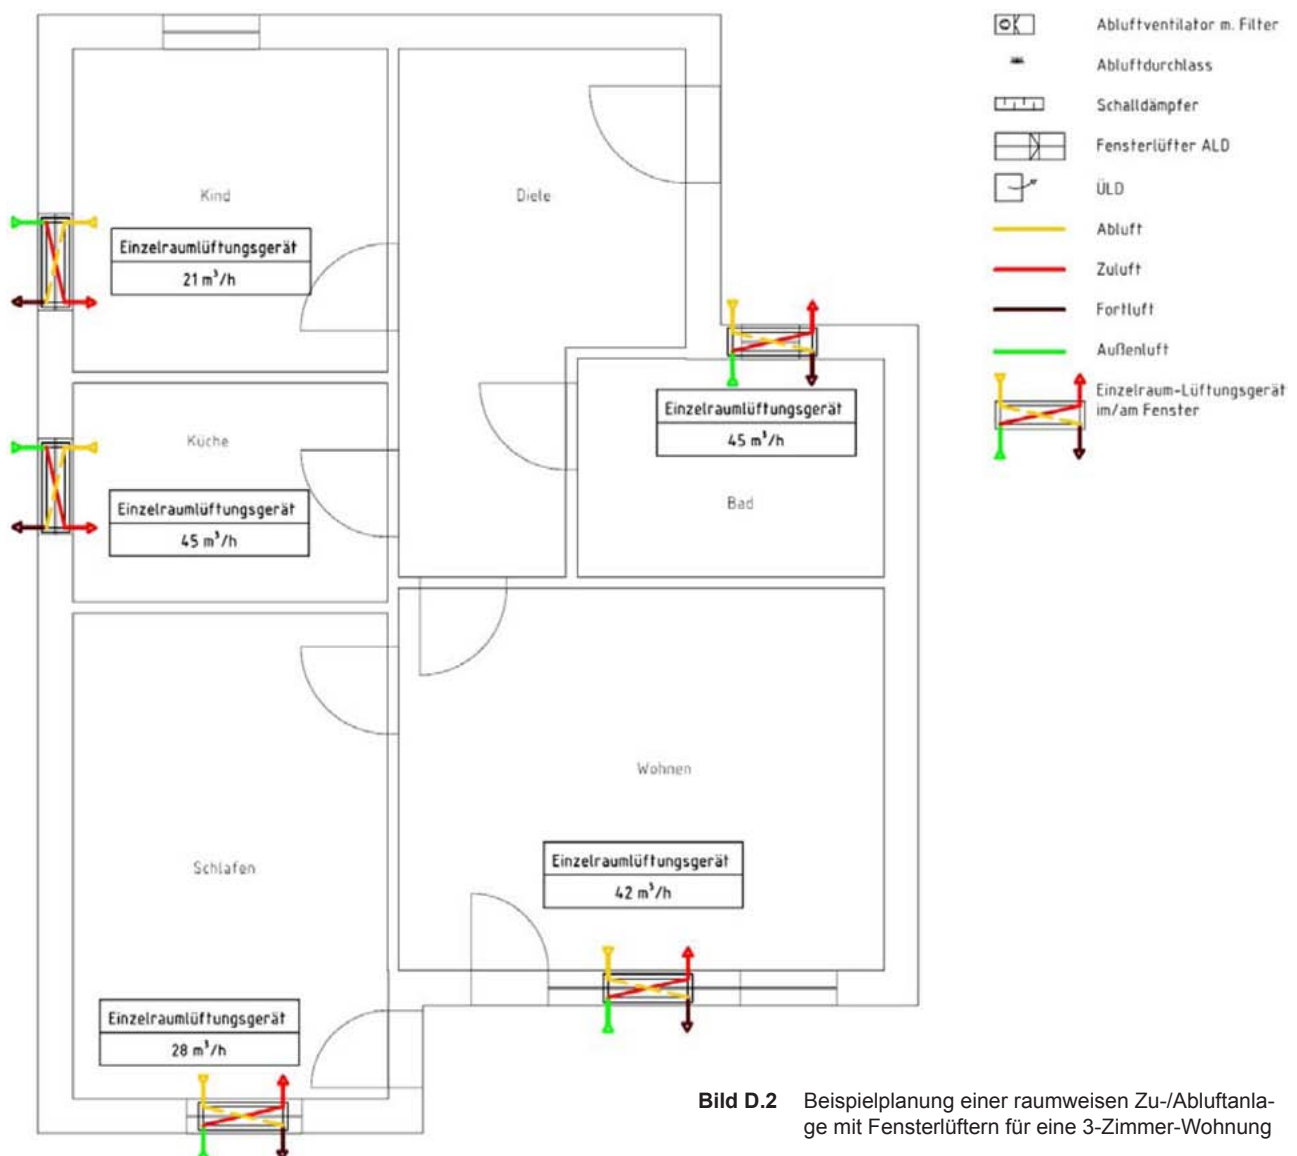 Abluftventilator m. Filter
Abluftdurchlass
Schalldämpfer
Fensterlüfter ALD
ÜLD
Abluft
Zuluft
Fortluft
Außenluft
Einzelraum-Lüftungsgerät
im/am Fenster
Kind
Einzelraumlüftungsgerät
21 m³/h
Diele
Küche
Einzelraumlüftungsgerät
45 m³/h
Einzelraumlüftungsgerät
45 m³/h
Bad
Wohnen
Einzelraumlüftungsgerät
42 m³/h
Schlafen
Einzelraumlüftungsgerät
28 m³/h
Bild D.2 Beispielplanung einer raumweisen Zu-/Abluftanla-
ge mit Fensterlüftern für eine 3-Zimmer-Wohnung